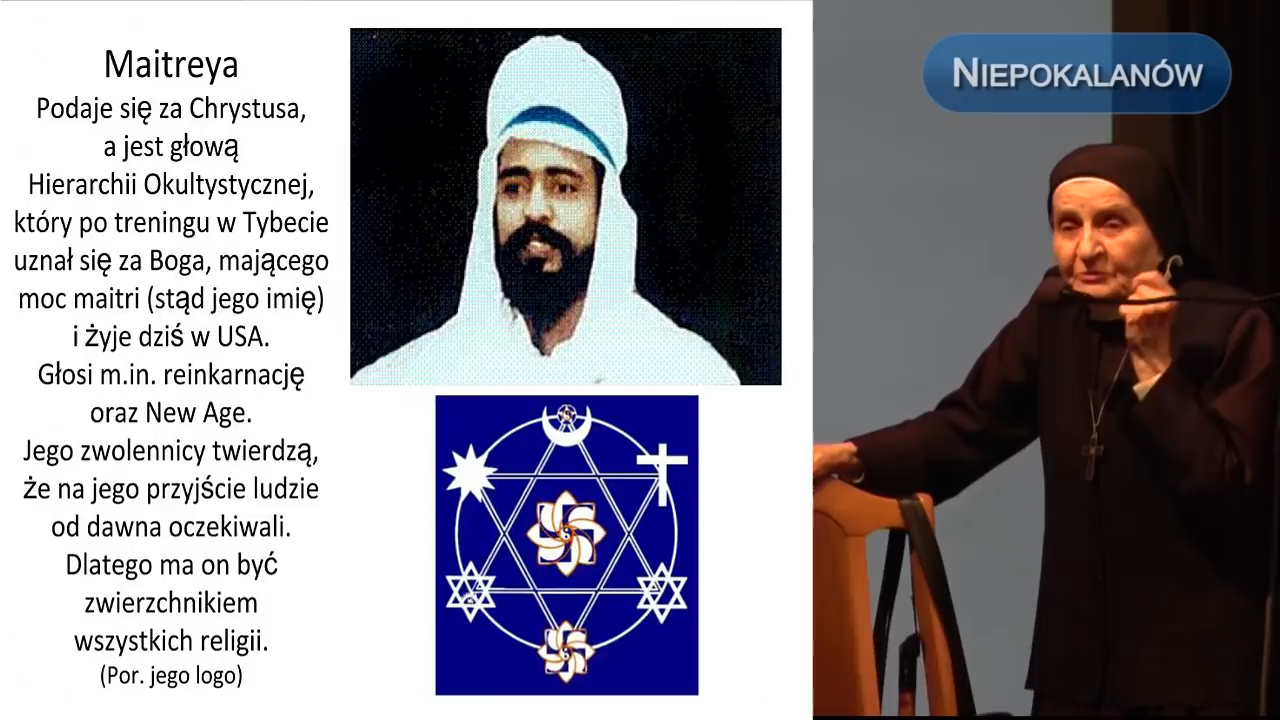 Maitreya
Podaje się za Chrystusa,
a jest głową
Hierarchii Okultystycznej,
który po treningu w Tybecie
uznał się za Boga, mającego
moc maitri (stąd jego imię)
i żyje dziś w USA.
Głosi m.in. reinkarnację
oraz New Age.
Jego zwolennicy twierdzą,
że na jego przyjście ludzie
od dawna oczekiwali.
Dlatego ma on być
zwierzchnikiem
wszystkich religii.
(Por. jego logo)
NIEPOKALANÓW